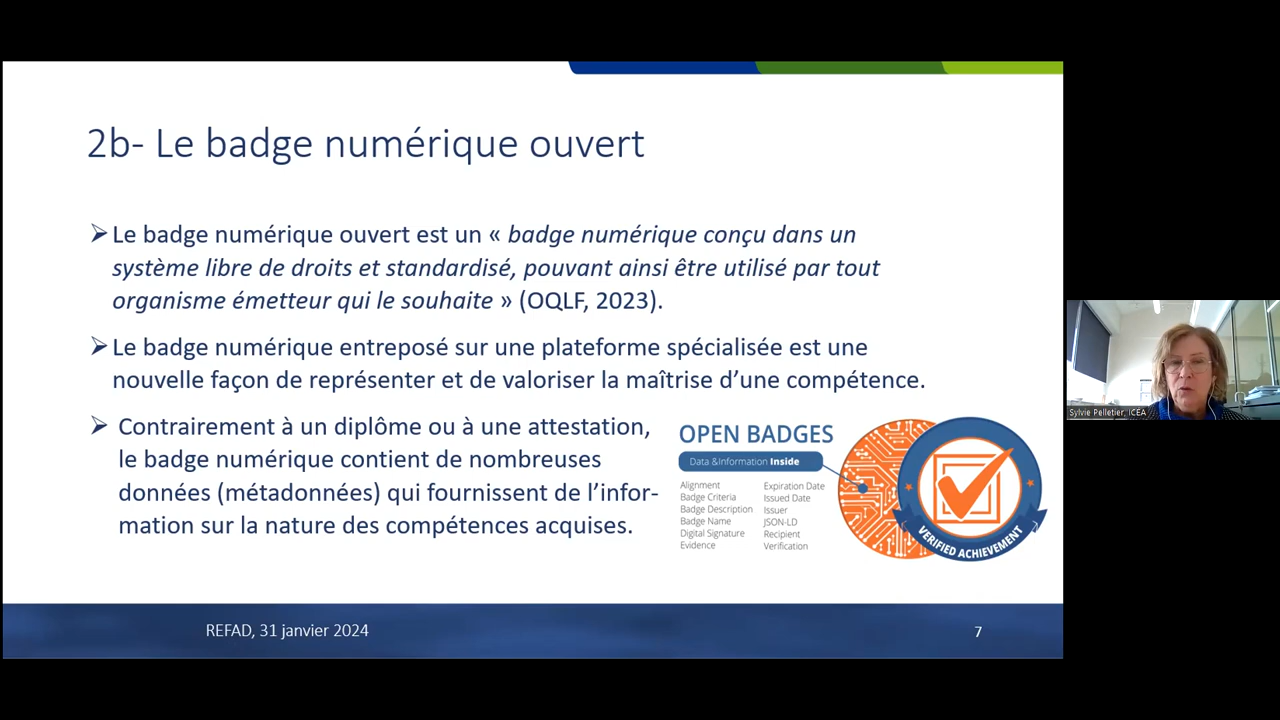 2b- Le badge numérique ouvert
➢ Le badge numérique ouvert est un « badge numérique conçu dans un
système libre de droits et standardisé, pouvant ainsi être utilisé par tout
organisme émetteur qui le souhaite » (OQLF, 2023).
➢ Le badge numérique entreposé sur une plateforme spécialisée est une
nouvelle façon de représenter et de valoriser la maîtrise d’une compétence.
➢ Contrairement à un diplôme ou à une attestation,
le badge numérique contient de nombreuses
données (métadonnées) qui fournissent de l’infor-
mation sur la nature des compétences acquises.
OPEN BADGES
Data &Information Inside
Alignment
Badge Criteria
Badge Description
Badge Name
Digital Signature
Evidence
Expiration Date
Issued Date
Issuer
JSON-LD
Recipient
Verification
VERIFIED ACHIEVEMENT
Sylvie Pelletier, ICEA
REFAD, 31 janvier 2024
7